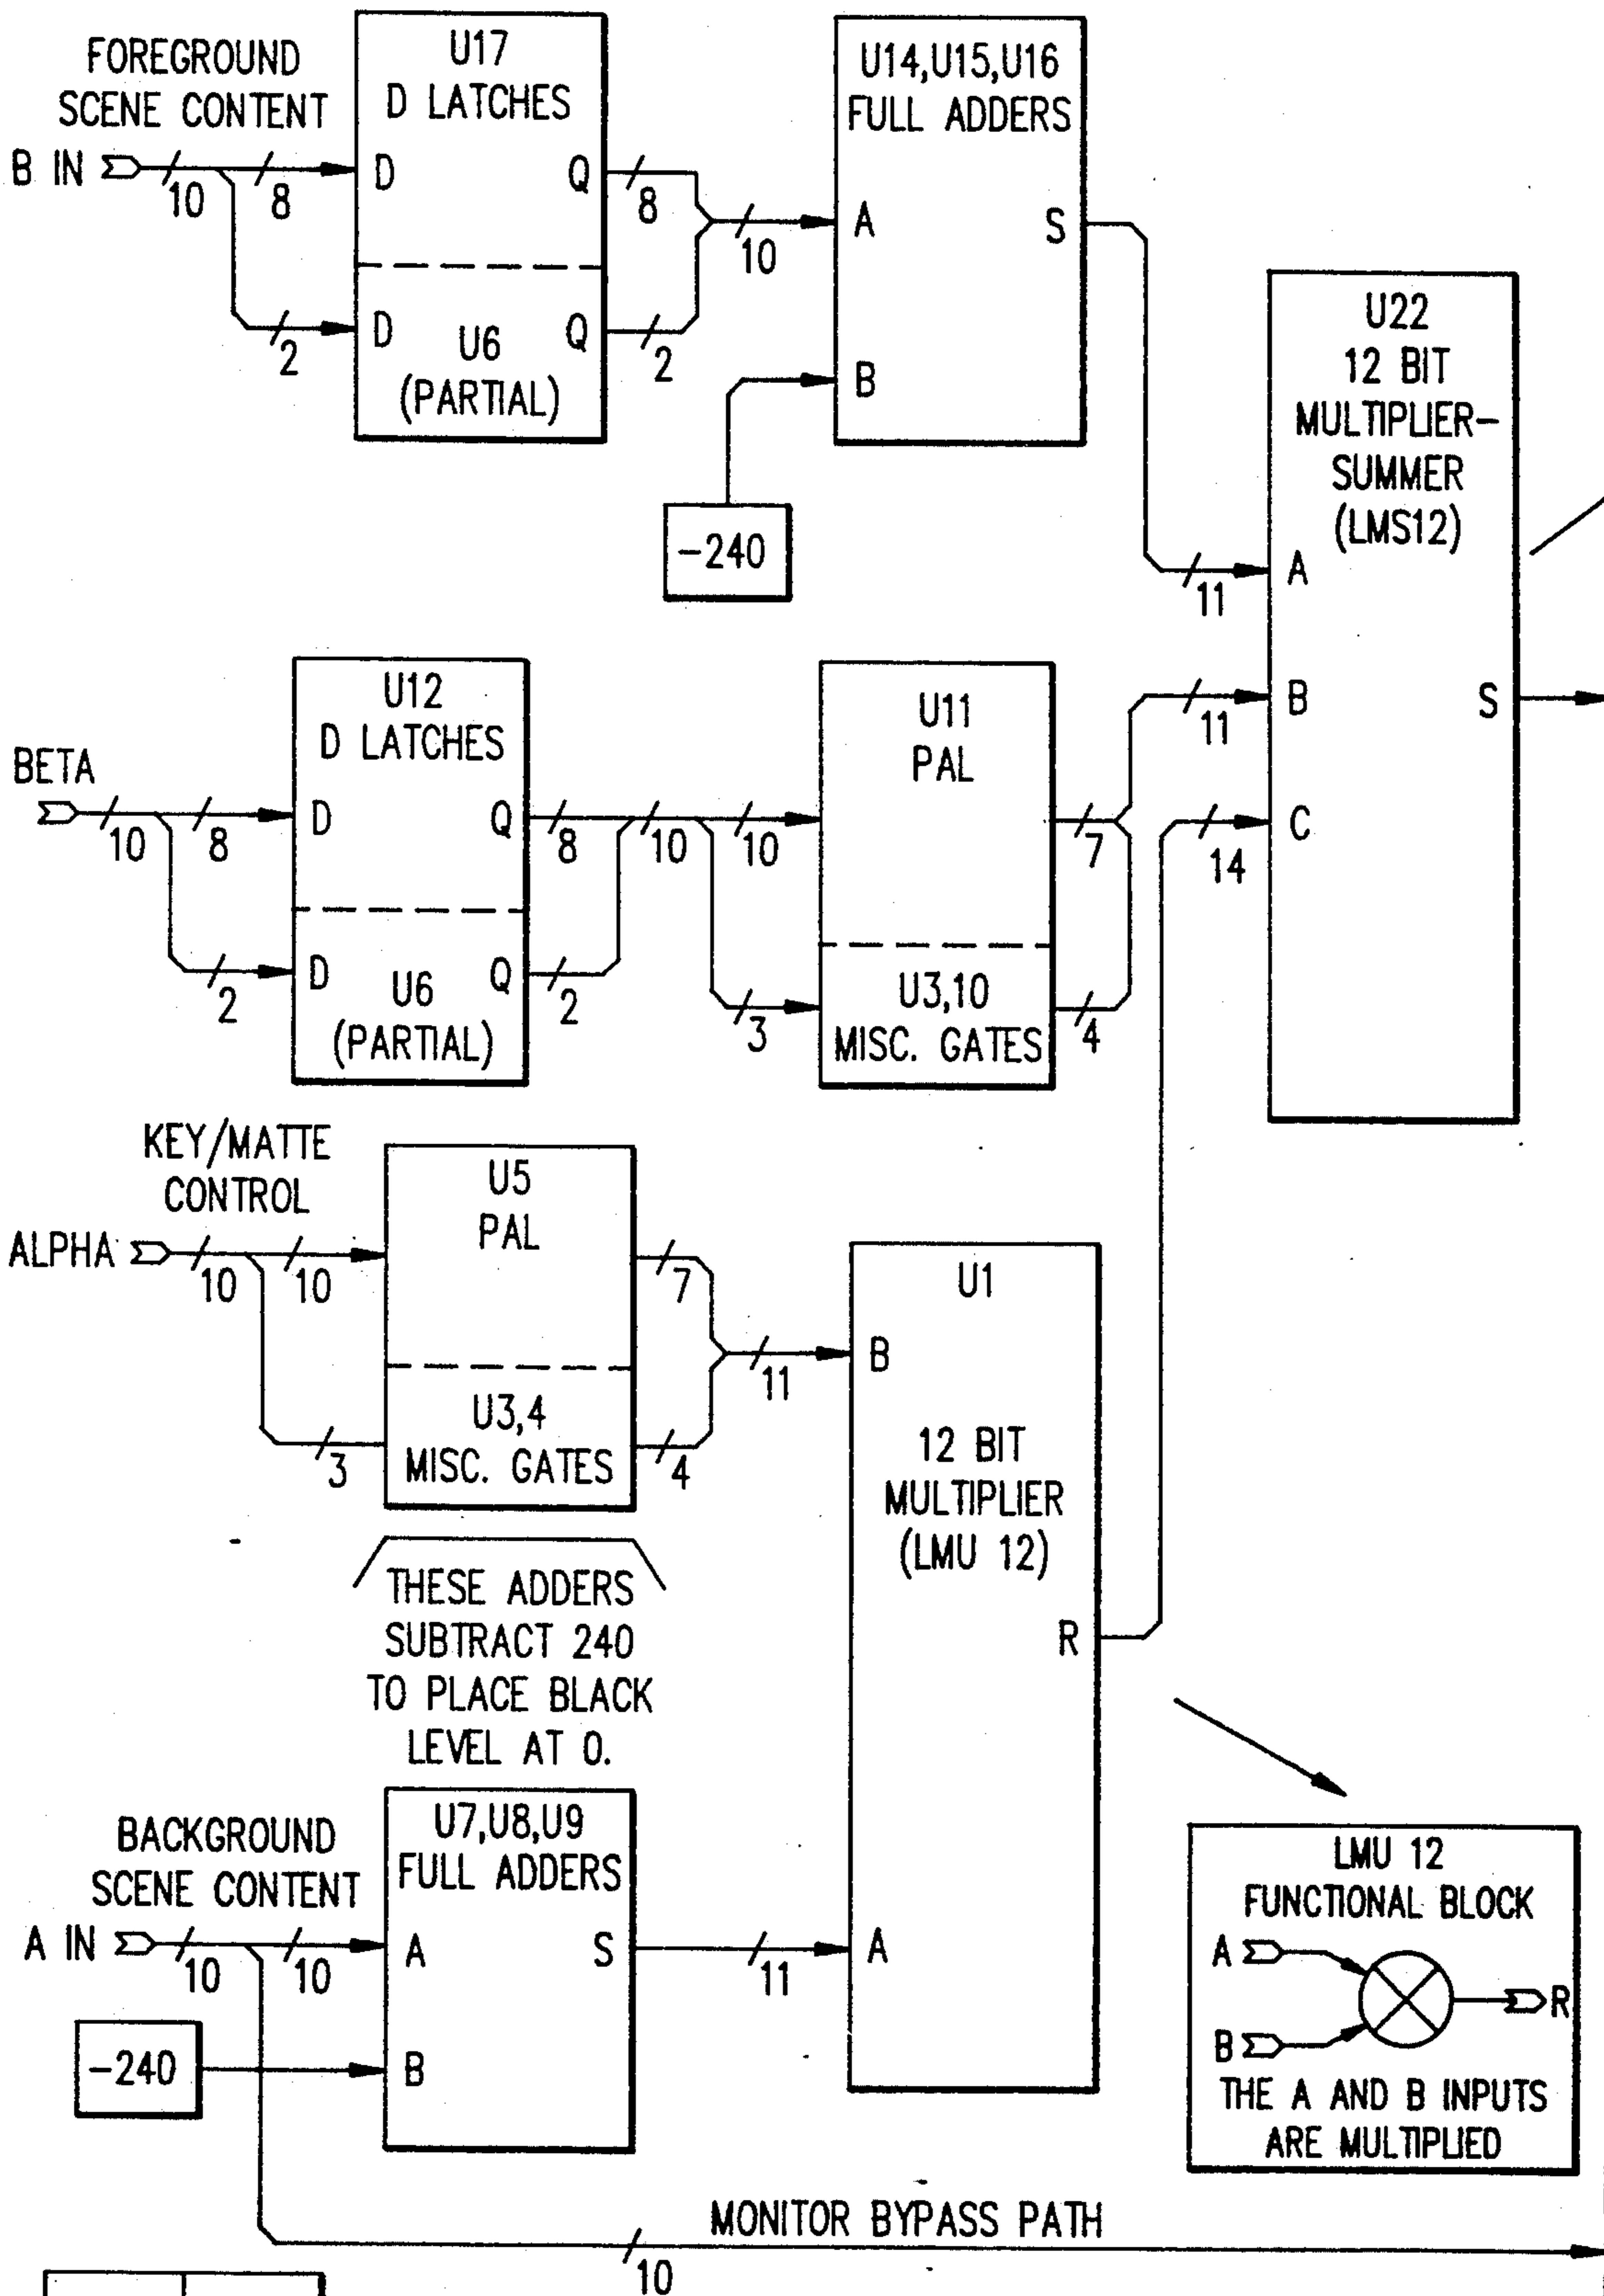 FOREGROUND
SCENE CONTENT
B IN
10
8
2
U17
D LATCHES
D
Q
D
Q
U6
(PARTIAL)
8
2
10
U14,U15,U16
FULL ADDERS
A
S
B
-240
11
U22
12 BIT
MULTIPLIER-
SUMMER
(LMS12)
A
B
S
C
BETA
10
8
2
U12
D LATCHES
D
Q
D
Q
U6
(PARTIAL)
8
2
10
10
3
U11
PAL
U3,10
MISC. GATES
7
4
11
14
KEY/MATTE
CONTROL
ALPHA
10
10
3
U5
PAL
U3,4
MISC. GATES
7
4
11
THESE ADDERS
SUBTRACT 240
TO PLACE BLACK
LEVEL AT 0.
U1
B
12 BIT
MULTIPLIER
(LMU 12)
R
A
BACKGROUND
SCENE CONTENT
A IN
10
10
-240
U7,U8,U9
FULL ADDERS
A
S
B
11
LMU 12
FUNCTIONAL BLOCK
A
R
B
THE A AND B INPUTS
ARE MULTIPLIED
MONITOR BYPASS PATH
10